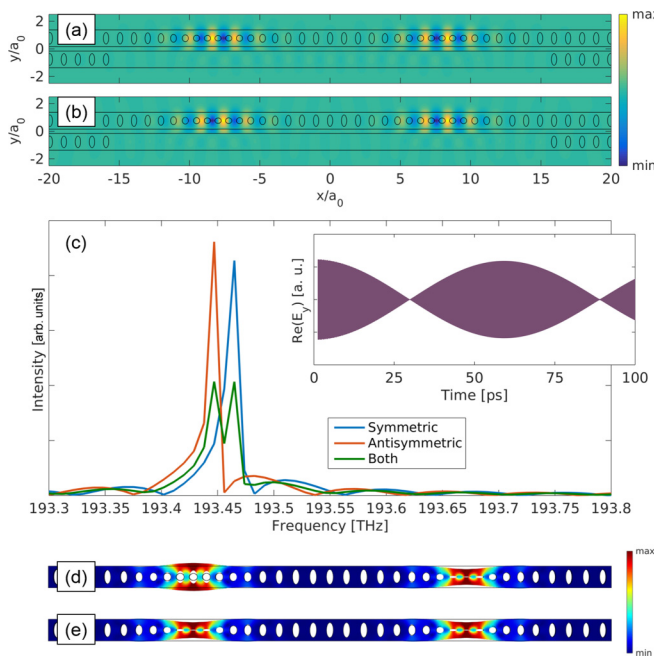 (a)
y/a0
2
0
-2
max
(b)
y/a0
2
0
-2
min
-20 -15 -10 -5 0 5 10 15 20
x/a0
(c)
Intensity [arb.units]
Re(Ey) [a. u.]
0 25 50 75 100
Time [ps]
Symmetric
Antisymmetric
Both
193.3 193.35 193.4 193.45 193.5 193.55 193.6 193.65 193.7 193.75 193.8
Frequency [THz]
(d)
max
(e)
min